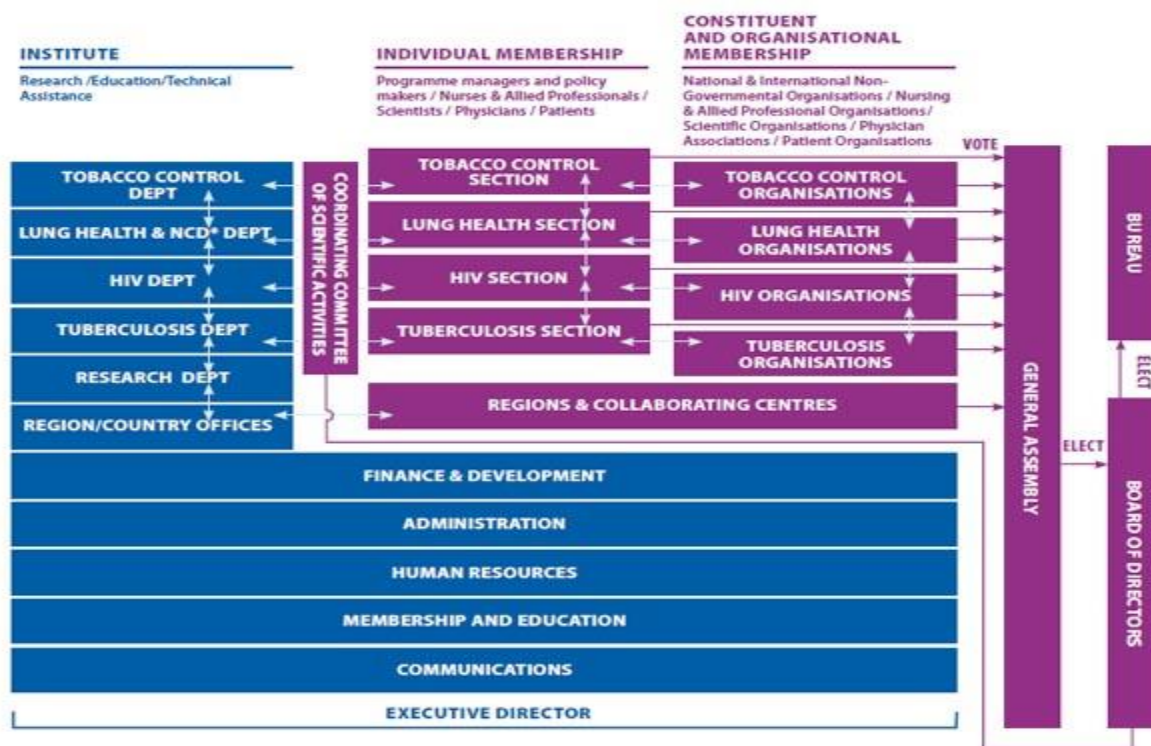 INSTITUTE
Research /Education/Technical
Assistance
INDIVIDUAL MEMBERSHIP
Programme managers and policy
makers / Nurses & Allied Professionals /
Scientists / Physicians / Patients
CONSTITUENT
AND ORGANISATIONAL
MEMBERSHIP
National & International Non-
Governmental Organisations / Nursing
& Allied Professional Organisations/
Scientific Organisations / Physician
Associations / Patient Organisations
VOTE
TOBACCO CONTROL
DEPT
LUNG HEALTH & NCD* DEPT
HIV DEPT
TUBERCULOSIS DEPT
RESEARCH DEPT
REGION/COUNTRY OFFICES
COORDINATING COMMITTEE
OF SCIENTIFIC ACTIVITIES
TOBACCO CONTROL
SECTION
LUNG HEALTH SECTION
HIV SECTION
TUBERCULOSIS SECTION
TOBACCO CONTROL
ORGANISATIONS
LUNG HEALTH
ORGANISATIONS
HIV ORGANISATIONS
TUBERCULOSIS
ORGANISATIONS
REGIONS & COLLABORATING CENTRES
GENERAL ASSEMBLY
ELECT
BUREAU
ELECT
BOARD OF DIRECTORS
FINANCE & DEVELOPMENT
ADMINISTRATION
HUMAN RESOURCES
MEMBERSHIP AND EDUCATION
COMMUNICATIONS
EXECUTIVE DIRECTOR